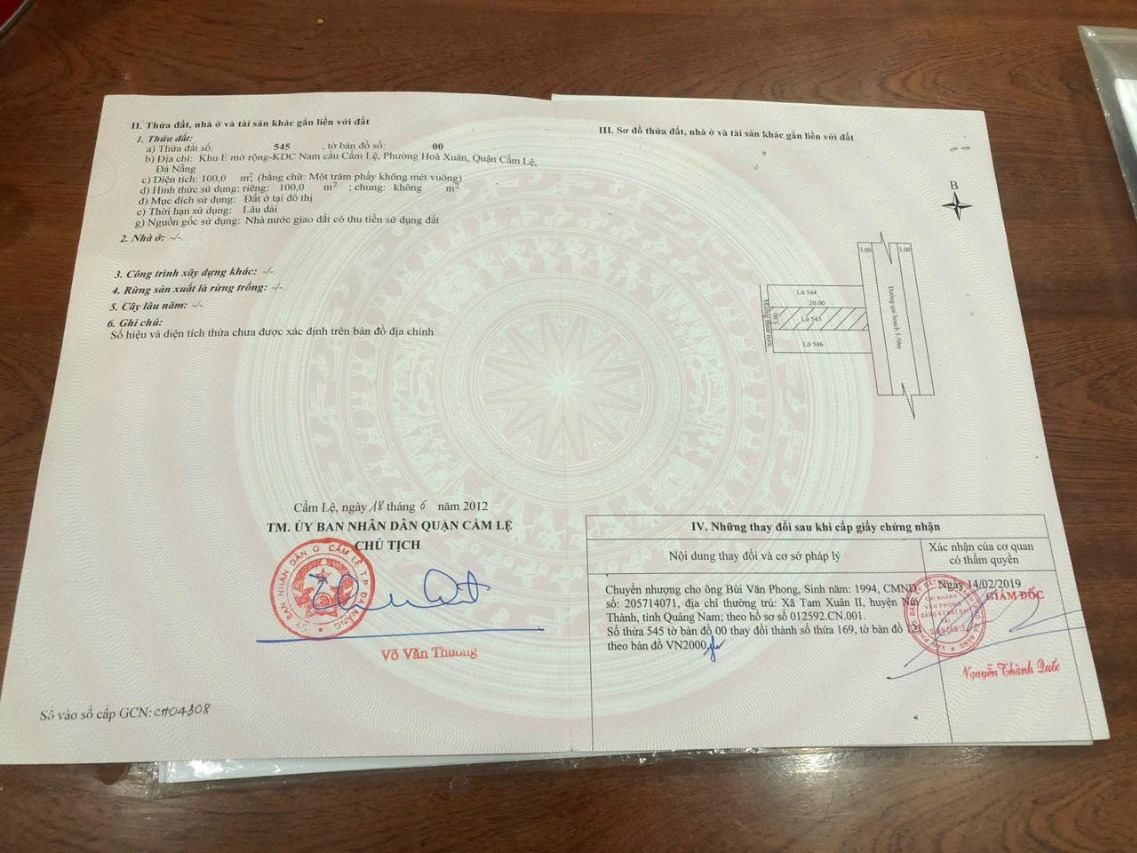 II. Thửa đất, nhà ở và tài sản khác gắn liền với đất
1. Thửa đất:
a) Thửa đất số: 545 , tờ bản đồ số: 00
b) Địa chỉ: Khu E mở rộng-KDC Nam cầu Cẩm Lệ, Phường Hoà Xuân, Quận Cẩm Lệ,
Đà Nẵng
c) Diện tích: 100,0 m², (bằng chữ: Một trăm phẩy không mét vuông)
d) Hình thức sử dụng: riêng: 100,0 m² ; chung: không m²
đ) Mục đích sử dụng: Đất ở tại đô thị
e) Thời hạn sử dụng: Lâu dài
g) Nguồn gốc sử dụng: Nhà nước giao đất có thu tiền sử dụng đất
2. Nhà ở: -/-
3. Công trình xây dựng khác: -/-
4. Rừng sản xuất là rừng trồng: -/-
5. Cây lâu năm: -/-
6. Ghi chú:
Số hiệu và diện tích thửa chưa được xác định trên bản đồ địa chính
Cẩm Lệ, ngày 18 tháng 6 năm 2012
TM. ỦY BAN NHÂN DÂN QUẬN CẨM LỆ
CHỦ TỊCH
Võ Văn Thương
Số vào sổ cấp GCN: CH04308
III. Sơ đồ thửa đất, nhà ở và tài sản khác gắn liền với đất
B
3.00 3.00
Lô 544
20.00
5.00 Lô 545
Lô 546
Đường qui hoạch 5.50m
IV. Những thay đổi sau khi cấp giấy chứng nhận
Nội dung thay đổi và cơ sở pháp lý
Xác nhận của cơ quan
có thẩm quyền
Chuyển nhượng cho ông Bùi Văn Phong, Sinh năm: 1994, CMND
số: 205714071, địa chỉ thường trú: Xã Tam Xuân II, huyện Núi
Thành, tỉnh Quảng Nam; theo hồ sơ số 012592.CN.001.
Số thửa 545 tờ bản đồ 00 thay đổi thành số thửa 169, tờ bản đồ
theo bản đồ VN2000
Ngày 14/02/2019
GIÁM ĐỐC
Nguyễn Thành Quốc